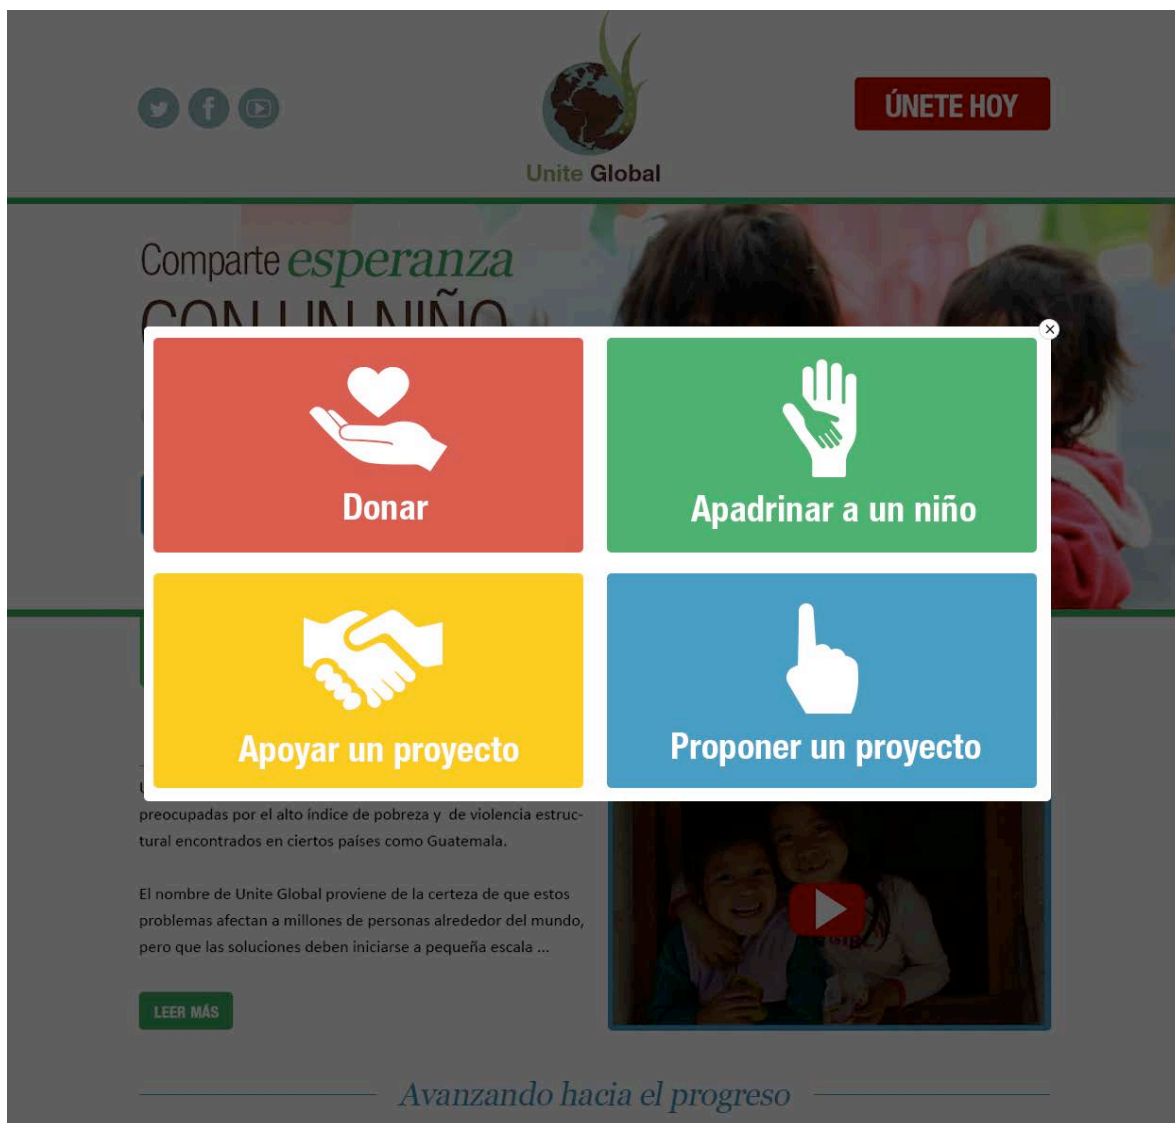 ÚNETE HOY
Unite Global
Comparte esperanza
CON UN NIÑO
Donar
Apadrinar a un niño
Apoyar un proyecto
Proponer un proyecto
preocupadas por el alto índice de pobreza y de violencia estruc-
tural encontrados en ciertos países como Guatemala.
El nombre de Unite Global proviene de la certeza de que estos
problemas afectan a millones de personas alrededor del mundo,
pero que las soluciones deben iniciarse a pequeña escala ...
LEER MÁS
Avanzando hacia el progreso